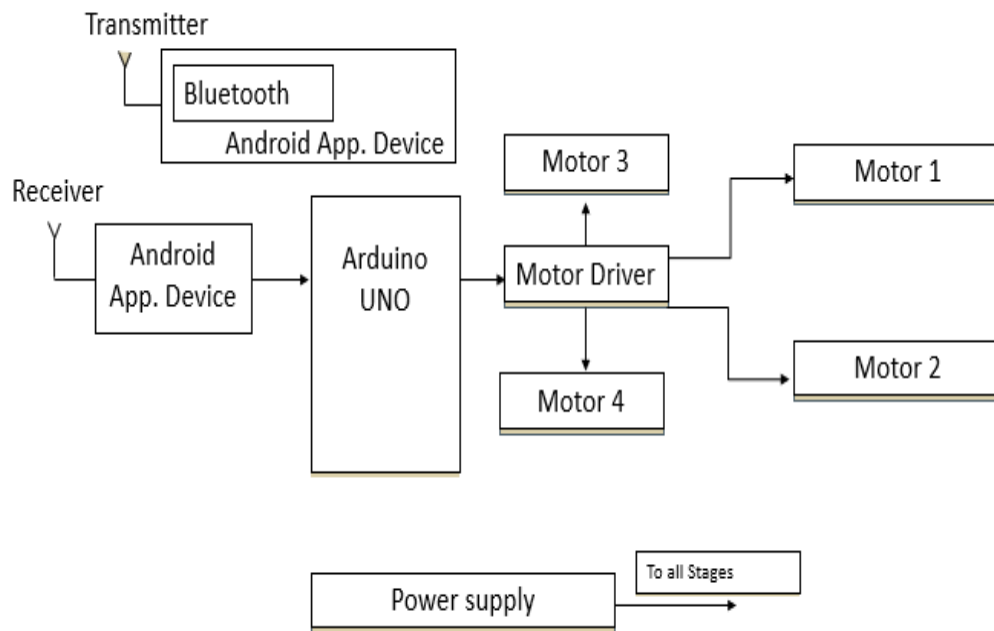 Transmitter
Bluetooth
Android App. Device
Receiver
Android
App. Device
Arduino
UNO
Motor 3
Motor Driver
Motor 4
Motor 1
Motor 2
Power supply
To all Stages